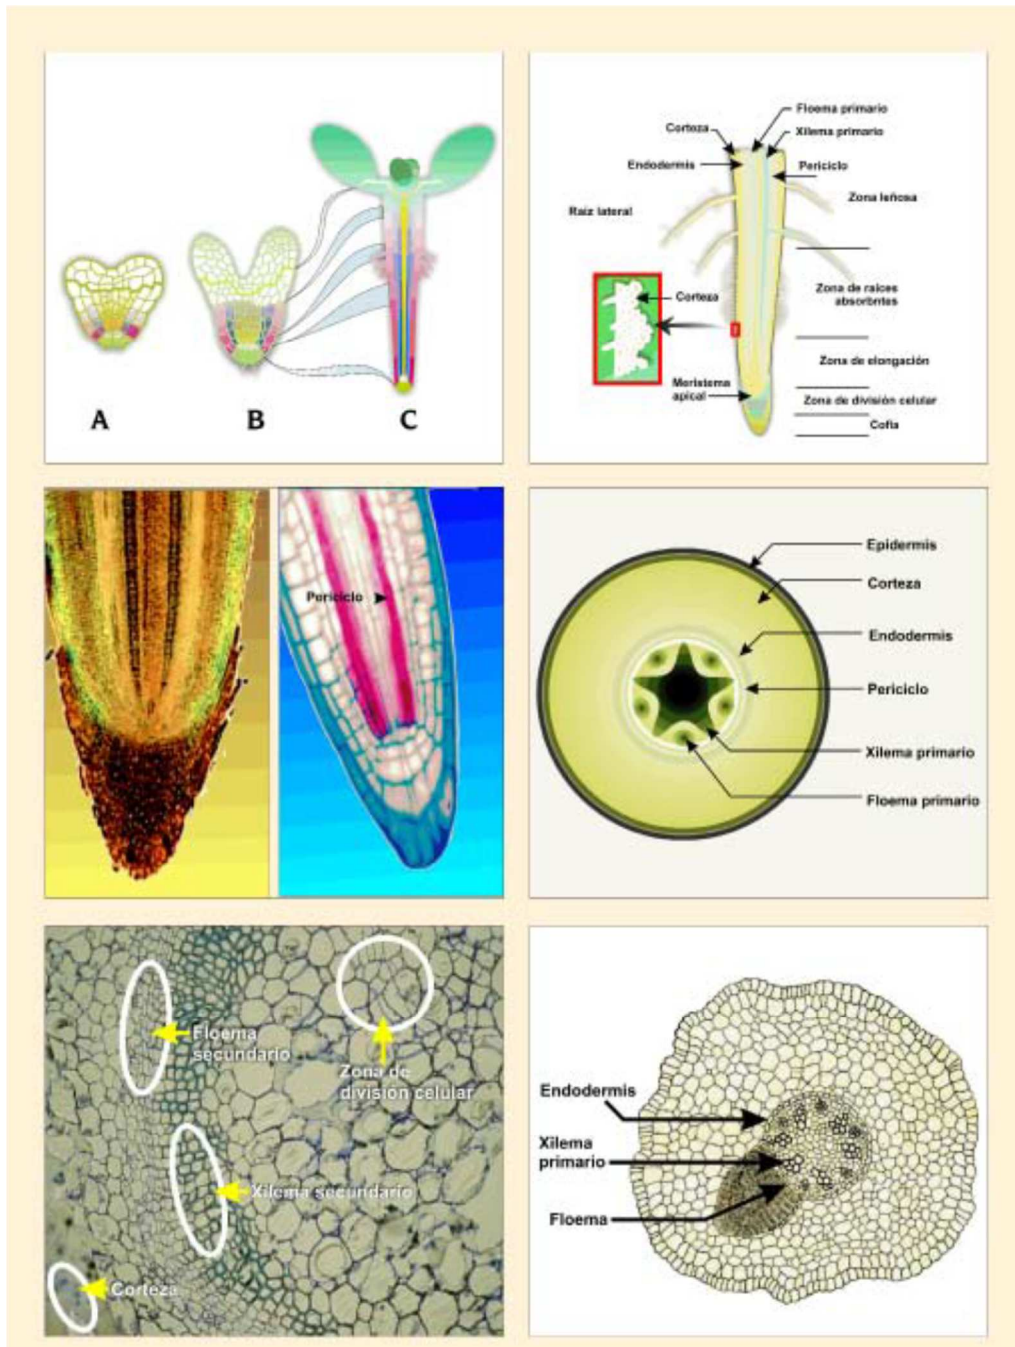 A
B
C
Floema primario
Corteza
Xilema primario
Endodermis
Periciclo
Raíz lateral
Zona leñosa
Zona de raíces
absorbntes
Corteza
Zona de elongación
Meristema
apical
Zona de división celular
Cofia
Periciclo
Epidermis
Corteza
Endodermis
Periciclo
Xilema primario
Floema primario
Floema
secundario
Zona de
división celular
Xilema secundario
Corteza
Endodermis
Xilema
primario
Floema